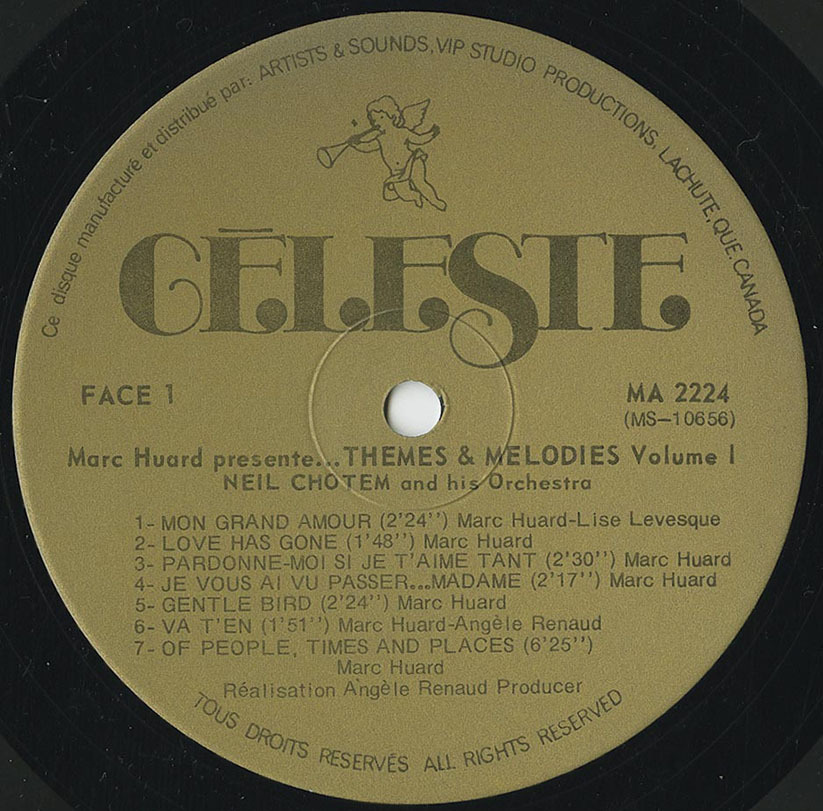 Ce disque manufacturé et distribué par: ARTISTS & SOUNDS, VIP STUDIO PRODUCTIONS, LACHUTE, QUE. CANADA
CÉLESTE
FACE 1
MA 2224
(MS-10656)
Marc Huard presente... THEMES & MELODIES Volume I
NEIL CHOTEM and his Orchestra
1- MON GRAND AMOUR (2'24'') Marc Huard-Lise Levesque
2- LOVE HAS GONE (1'48'') Marc Huard
3- PARDONNE-MOI SI JE T'AIME TANT (2'30'') Marc Huard
4- JE VOUS AI VU PASSER...MADAME (2'17'') Marc Huard
5- GENTLE BIRD (2'24'') Marc Huard
6- VA T'EN (1'51'') Marc Huard-Angèle Renaud
7- OF PEOPLE, TIMES AND PLACES (6'25'')
Marc Huard
Réalisation Angèle Renaud Producer
TOUS DROITS RESERVÉS ALL RIGHTS RESERVED